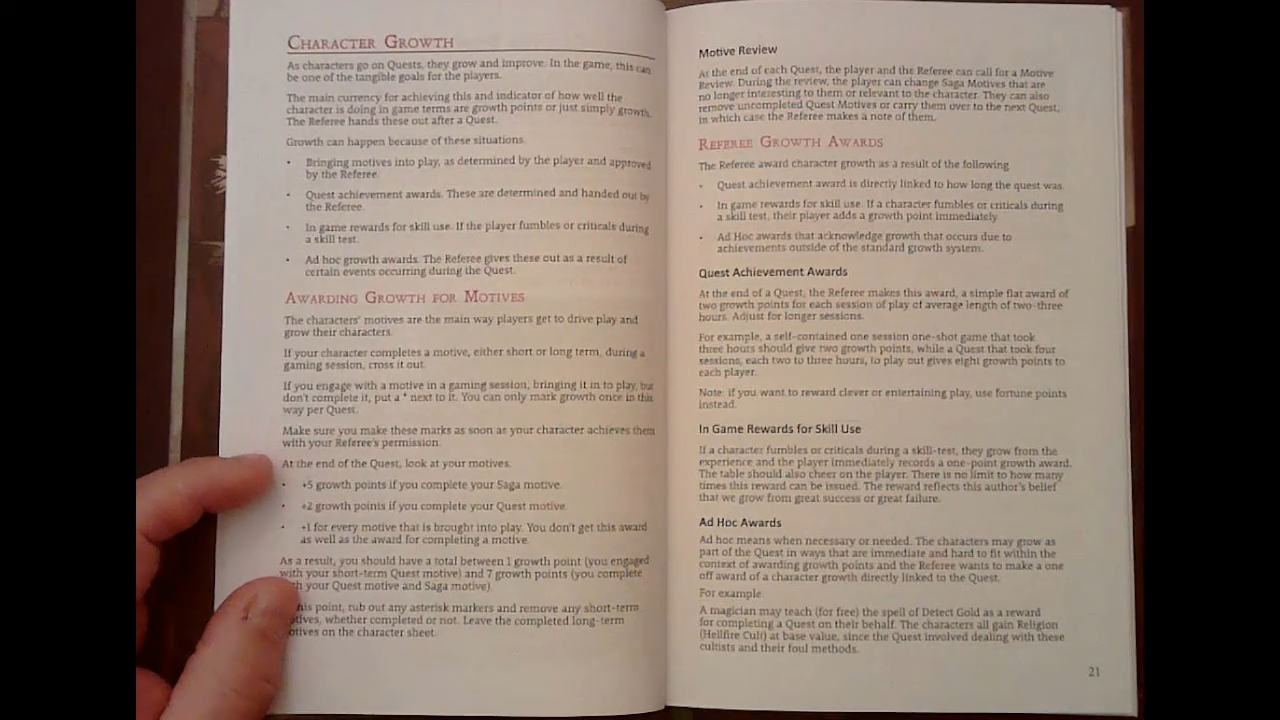 CHARACTER GROWTH
As characters go on Quests, they grow and improve. In the game, this can
be one of the tangible goals for the players.
The main currency for achieving this and indicator of how well the
character is doing in game terms are growth points or just simply growth.
The Referee hands these out after a Quest.
Growth can happen because of these situations.
• Bringing motives into play, as determined by the player and approved
by the Referee.
• Quest achievement awards. These are determined and handed out by
the Referee.
• In game rewards for skill use. If the player fumbles or criticals during
a skill test.
• Ad hoc growth awards. The Referee gives these out as a result of
certain events occurring during the Quest.
AWARDING GROWTH FOR MOTIVES
The characters' motives are the main way players get to drive play and
grow their characters.
If your character completes a motive, either short or long term, during a
gaming session, cross it out.
If you engage with a motive in a gaming session, bringing it in to play, but
don't complete it, put a * next to it. You can only mark growth once in this
way per Quest.
Make sure you make these marks as soon as your character achieves them
with your Referee's permission.
At the end of the Quest, look at your motives.
• +5 growth points if you complete your Saga motive.
• +2 growth points if you complete your Quest motive.
• +1 for every motive that is brought into play. You don't get this award
as well as the award for completing a motive.
As a result, you should have a total between 1 growth point (you engaged
with your short-term Quest motive) and 7 growth points (you complete
your Quest motive and Saga motive).
this point, rub out any asterisk markers and remove any short-term
motives, whether completed or not. Leave the completed long-term
motives on the character sheet.
Motive Review
At the end of each Quest, the player and the Referee can call for a Motive
Review. During the review, the player can change Saga Motives that are
no longer interesting to them or relevant to the character. They can also
remove uncompleted Quest Motives or carry them over to the next Quest,
in which case the Referee makes a note of them.
REFEREE GROWTH AWARDS
The Referee award character growth as a result of the following
• Quest achievement award is directly linked to how long the quest was.
• In game rewards for skill use. If a character fumbles or criticals during
a skill test, their player adds a growth point immediately.
• Ad Hoc awards that acknowledge growth that occurs due to
achievements outside of the standard growth system.
Quest Achievement Awards
At the end of a Quest, the Referee makes this award, a simple flat award of
two growth points for each session of play of average length of two-three
hours. Adjust for longer sessions.
For example, a self-contained one session one-shot game that took
three hours should give two growth points, while a Quest that took four
sessions, each two to three hours, to play out gives eight growth points to
each player.
Note: if you want to reward clever or entertaining play, use fortune points
instead.
In Game Rewards for Skill Use
If a character fumbles or criticals during a skill-test, they grow from the
experience and the player immediately records a one-point growth award.
The table should also cheer on the player. There is no limit to how many
times this reward can be issued. The reward reflects this author's belief
that we grow from great success or great failure.
Ad Hoc Awards
Ad hoc means when necessary or needed. The characters may grow as
part of the Quest in ways that are immediate and hard to fit within the
context of awarding growth points and the Referee wants to make a one
off award of a character growth directly linked to the Quest.
For example.
A magician may teach (for free) the spell of Detect Gold as a reward
for completing a Quest on their behalf. The characters all gain Religion
(Hellfire Cult) at base value, since the Quest involved dealing with these
cultists and their foul methods.
21